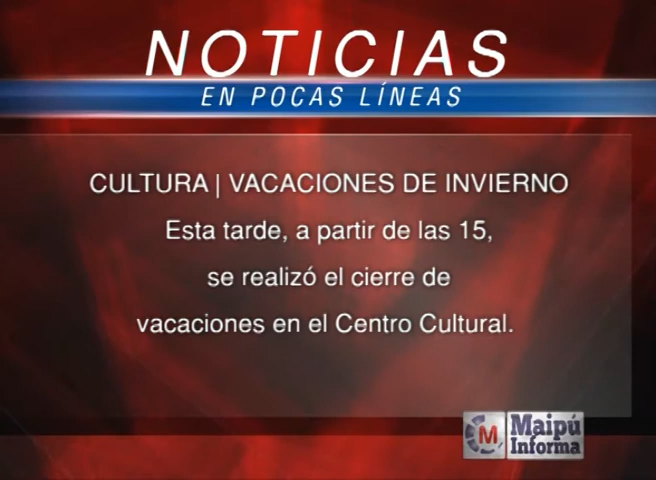 NOTICIAS
EN POCAS LÍNEAS
CULTURA | VACACIONES DE INVIERNO
Esta tarde, a partir de las 15,
se realizó el cierre de
vacaciones en el Centro Cultural.
M Maipú
Informa